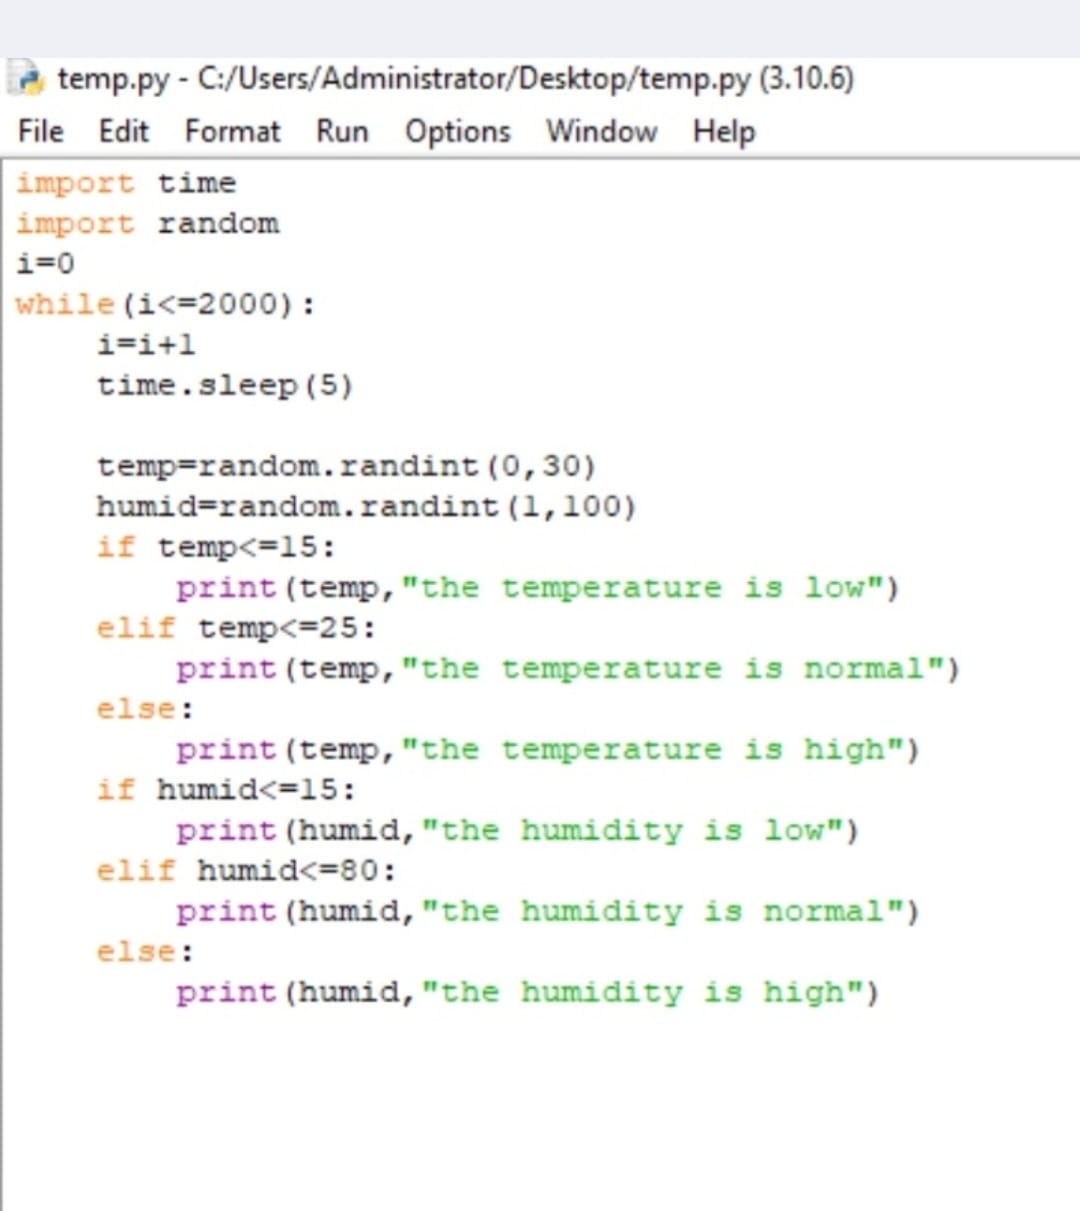 temp.py - C:/Users/Administrator/Desktop/temp.py (3.10.6)
File Edit Format Run Options Window Help
import time
import random
i=0
while(i<=2000):
    i=i+1
    time.sleep(5)

    temp=random.randint(0,30)
    humid=random.randint(1,100)
    if temp<=15:
        print(temp,"the temperature is low")
    elif temp<=25:
        print(temp,"the temperature is normal")
    else:
        print(temp,"the temperature is high")
    if humid<=15:
        print(humid,"the humidity is low")
    elif humid<=80:
        print(humid,"the humidity is normal")
    else:
        print(humid,"the humidity is high")